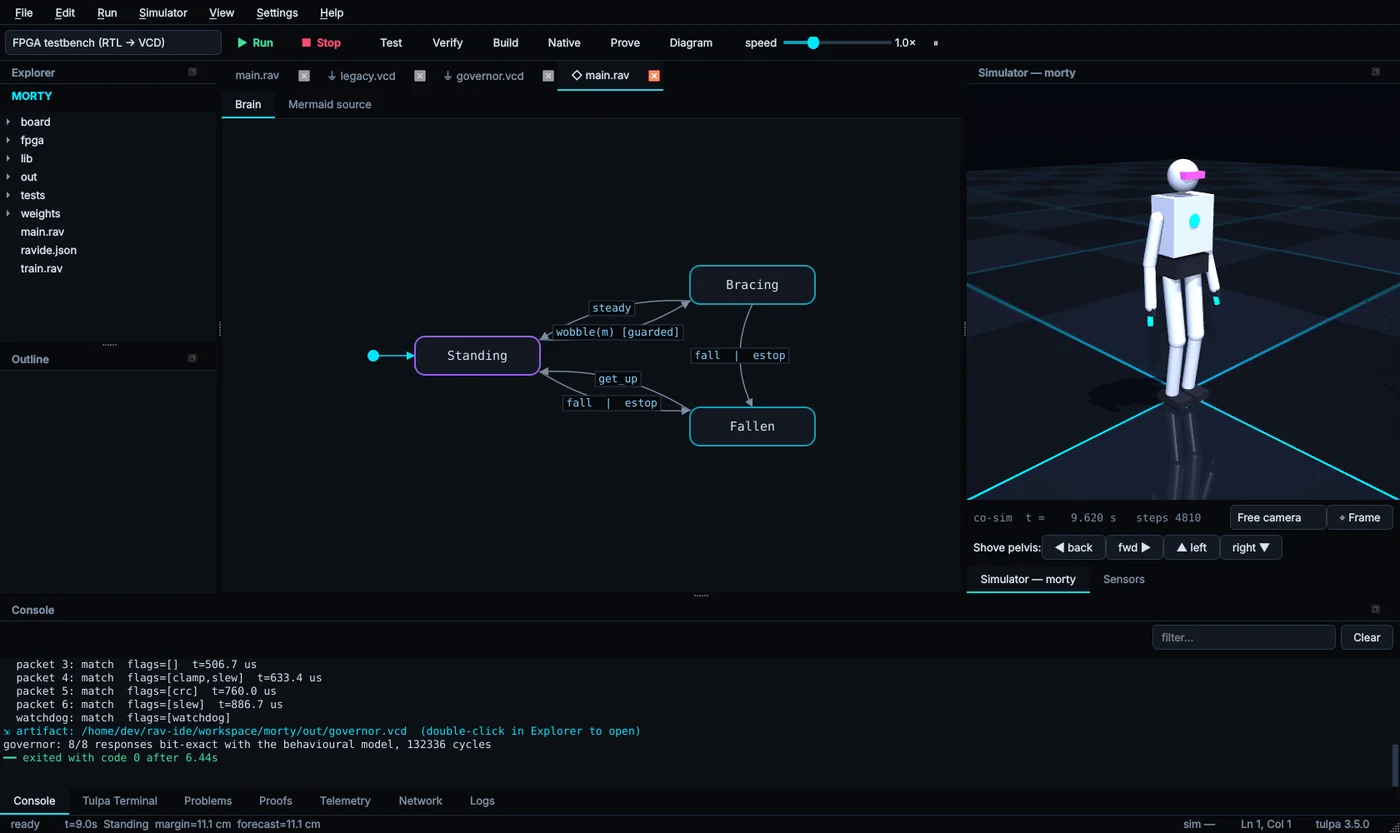 File Edit Run Simulator View Settings Help
FPGA testbench (RTL → VCD) Run Stop Test Verify Build Native Prove Diagram speed 1.0×
Explorer
MORTY
board
fpga
lib
out
tests
weights
main.rav
ravide.json
train.rav
Outline
main.rav legacy.vcd governor.vcd main.rav
Brain Mermaid source
Bracing
steady
wobble(m) [guarded]
Standing
fall | estop
get_up
fall | estop
Fallen
Simulator — morty
co-sim t = 9.620 s steps 4810 Free camera Frame
Shove pelvis: ◀ back fwd ▶ ▲ left right ▼
Simulator — morty Sensors
Console
filter... Clear
packet 3: match flags=[] t=506.7 us
packet 4: match flags=[clamp,slew] t=633.4 us
packet 5: match flags=[crc] t=760.0 us
packet 6: match flags=[slew] t=886.7 us
watchdog: match flags=[watchdog]
artifact: /home/dev/rav-ide/workspace/morty/out/governor.vcd (double-click in Explorer to open)
governor: 8/8 responses bit-exact with the behavioural model, 132336 cycles
── exited with code 0 after 6.44s
Console Tulpa Terminal Problems Proofs Telemetry Network Logs
ready t=9.0s Standing margin=11.1 cm forecast=11.1 cm sim — Ln 1, Col 1 tulpa 3.5.0